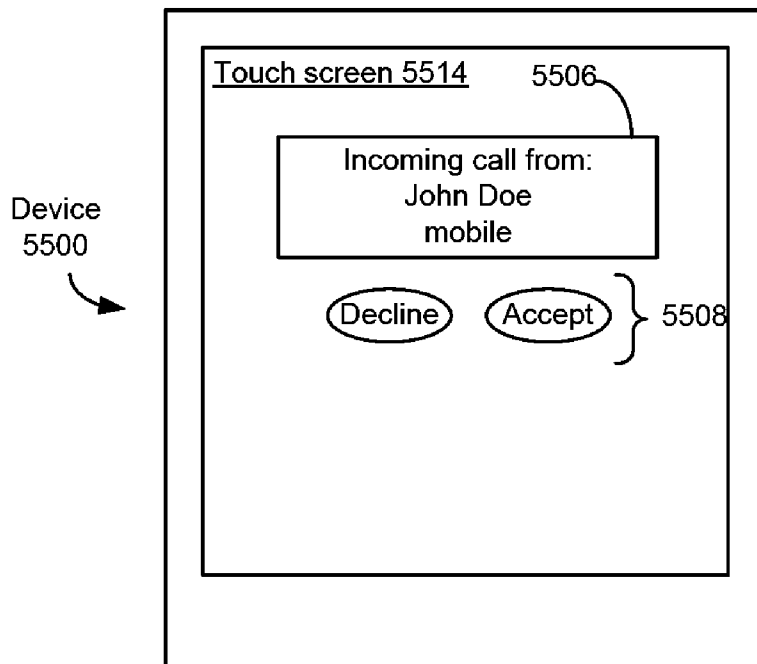 Touch screen 5514
5506
Incoming call from:
John Doe
mobile
Device
5500
Decline
Accept
5508